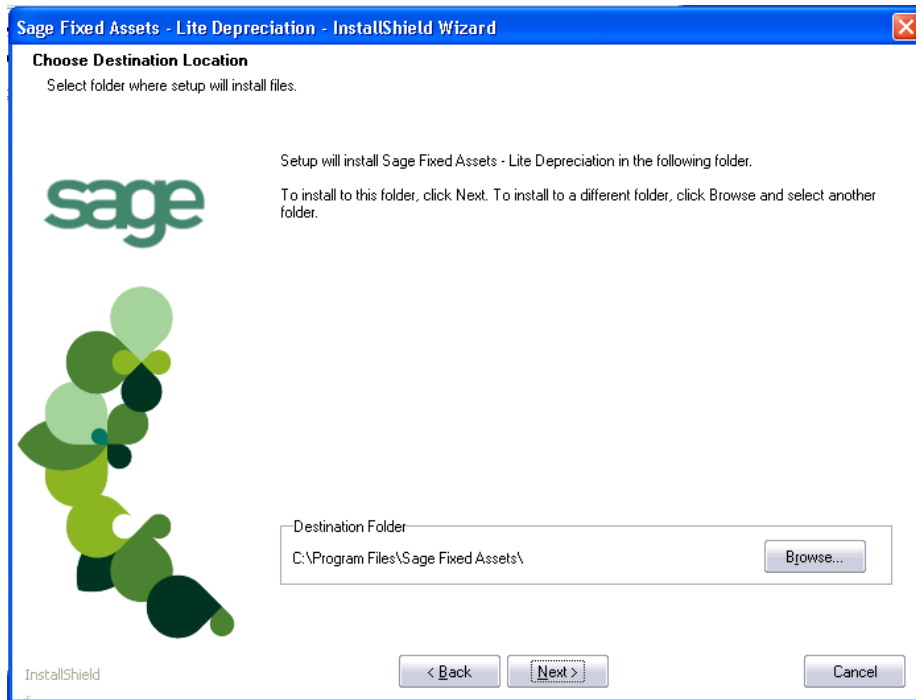 Sage Fixed Assets - Lite Depreciation - InstallShield Wizard
Choose Destination Location
Select folder where setup will install files.
sage
Setup will install Sage Fixed Assets - Lite Depreciation in the following folder.
To install to this folder, click Next. To install to a different folder, click Browse and select another
folder.
Destination Folder
C:\Program Files\Sage Fixed Assets\
Browse...
InstallShield
< Back
Next >
Cancel